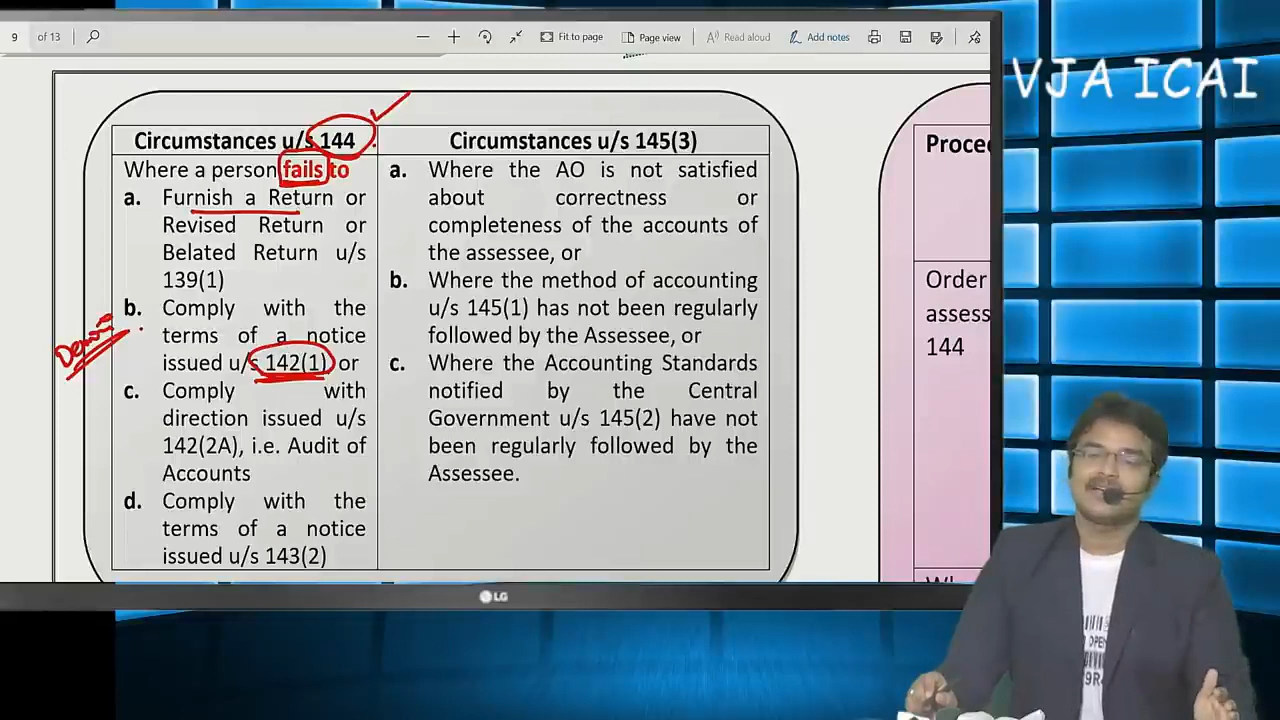 9 of 13
Fit to page
Page view
Read aloud
Add notes
VJA ICAI
Circumstances u/s 144
Where a person fails to
a. Furnish a Return or
Revised Return or
Belated Return u/s
139(1)
b. Comply with the
terms of a notice
issued u/s 142(1) or
c. Comply with
direction issued u/s
142(2A), i.e. Audit of
Accounts
d. Comply with the
terms of a notice
issued u/s 143(2)
Circumstances u/s 145(3)
a. Where the AO is not satisfied
about correctness or
completeness of the accounts of
the assessee, or
b. Where the method of accounting
u/s 145(1) has not been regularly
followed by the Assessee, or
c. Where the Accounting Standards
notified by the Central
Government u/s 145(2) have not
been regularly followed by the
Assessee.
Proce
Order
assess
144
LG
OPEN